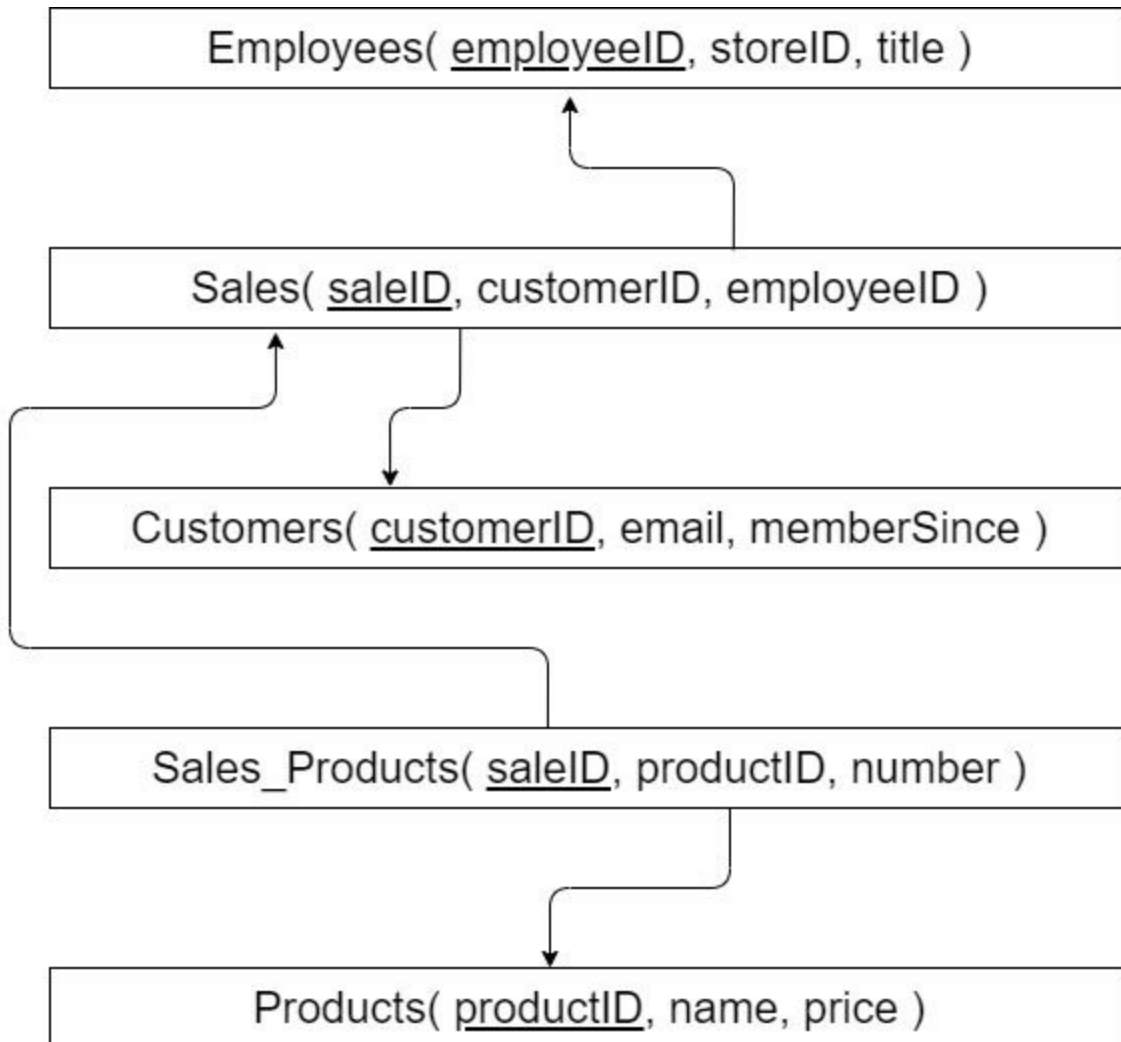 Employees( employeeID, storeID, title )
Sales( saleID, customerID, employeeID )
Customers( customerID, email, memberSince )
Sales_Products( saleID, productID, number )
Products( productID, name, price )